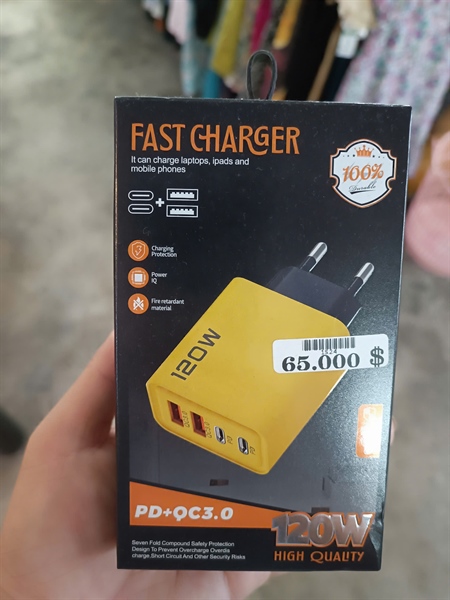 FAST CHARGER
It can charge laptops, ipads and
mobile phones
100%
Durable
+
Charging
Protection
Power
IQ
Fire retardant
material
120W
65.000 $
PD+QC3.0
120W
HIGH QUALITY
Seven Fold Compound Safety Protection
Design To Prevent Overcharge Overdia
charge.Short Circuit And Other Security Risks